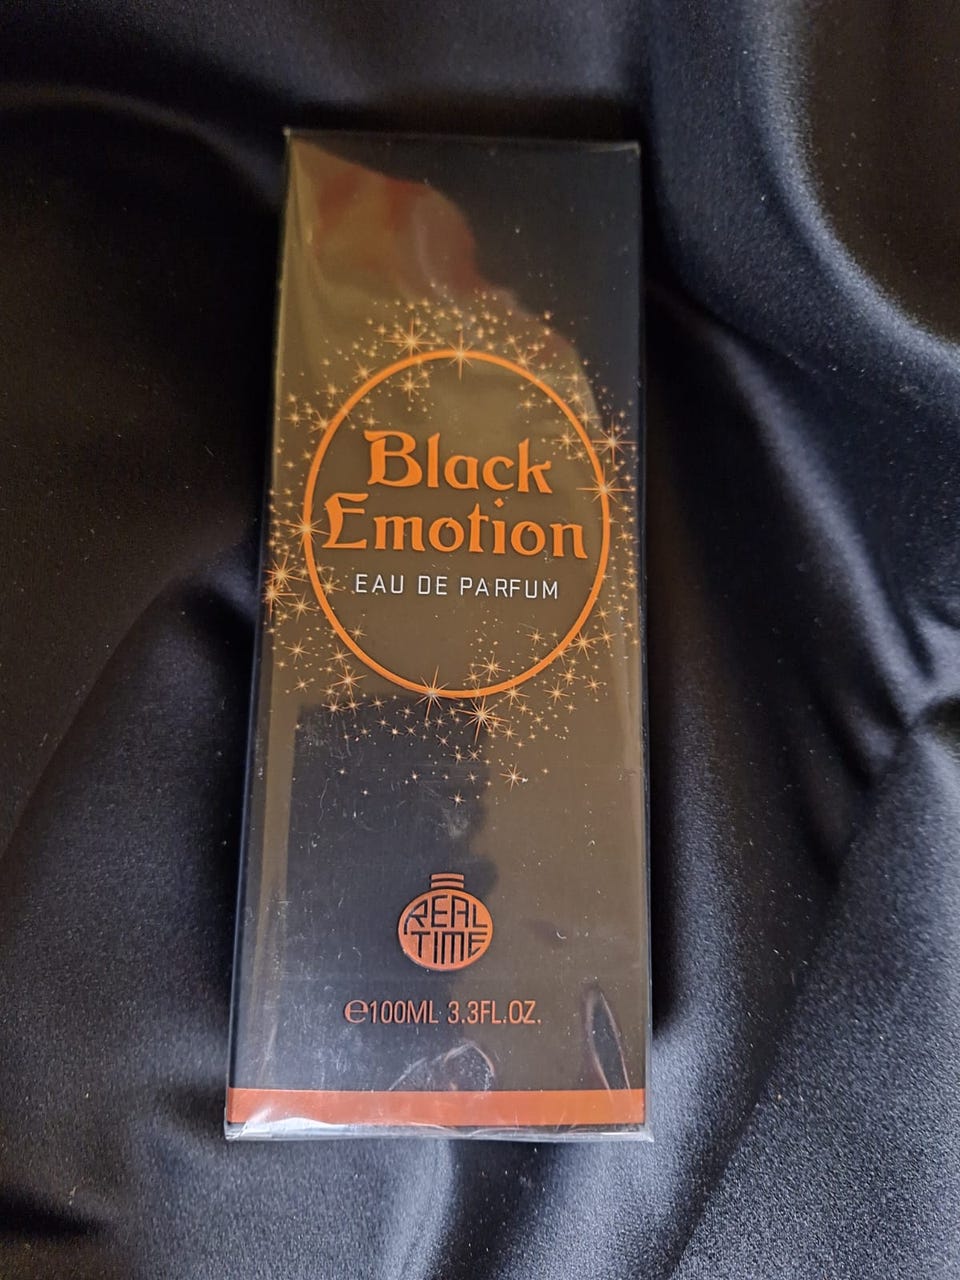 Black
Emotion
EAU DE PARFUM
REAL
TIME
℮100ML 3.3FL.OZ.